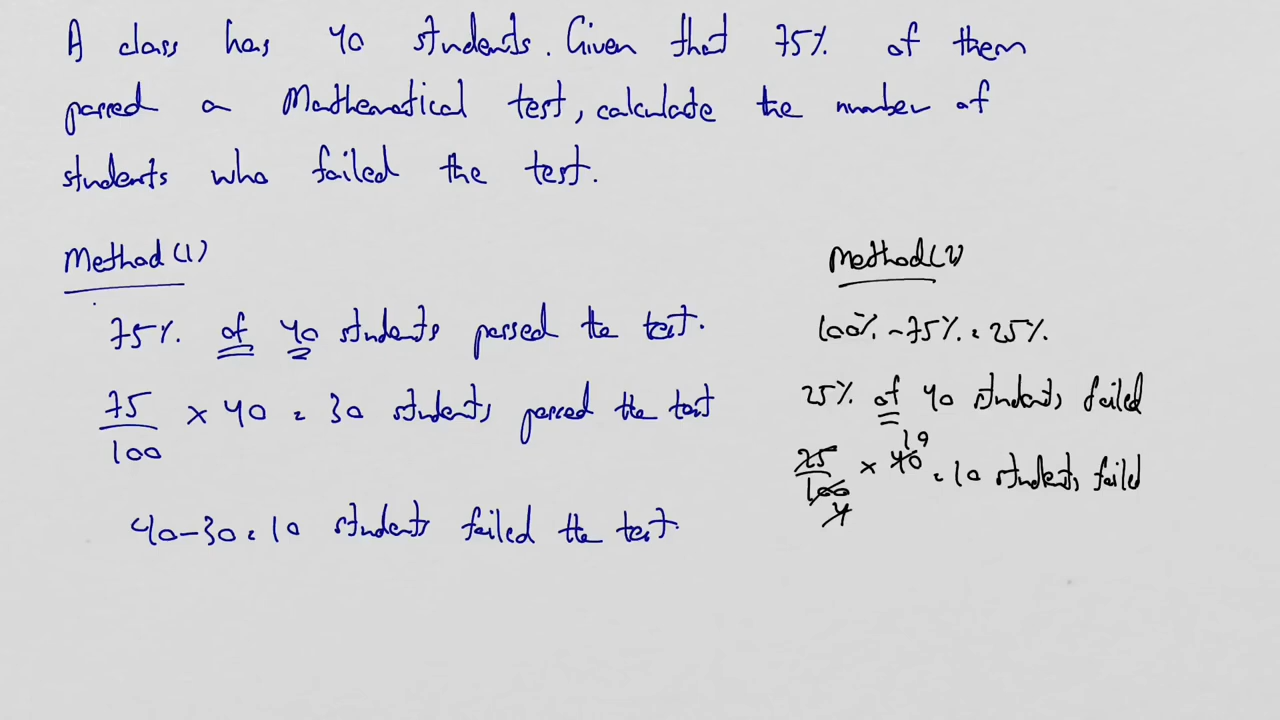 A class has 40 students. Given that 75% of them
passed a Mathematical test, calculate the number of
students who failed the test.
Method (1)
75% of 40 students passed the test.
75/100 × 40 = 30 students passed the test
40 - 30 = 10 students failed the test.
Method (2)
100% - 75% = 25%.
25% of 40 students failed
10
25/100 × 40 = 10 students failed
4